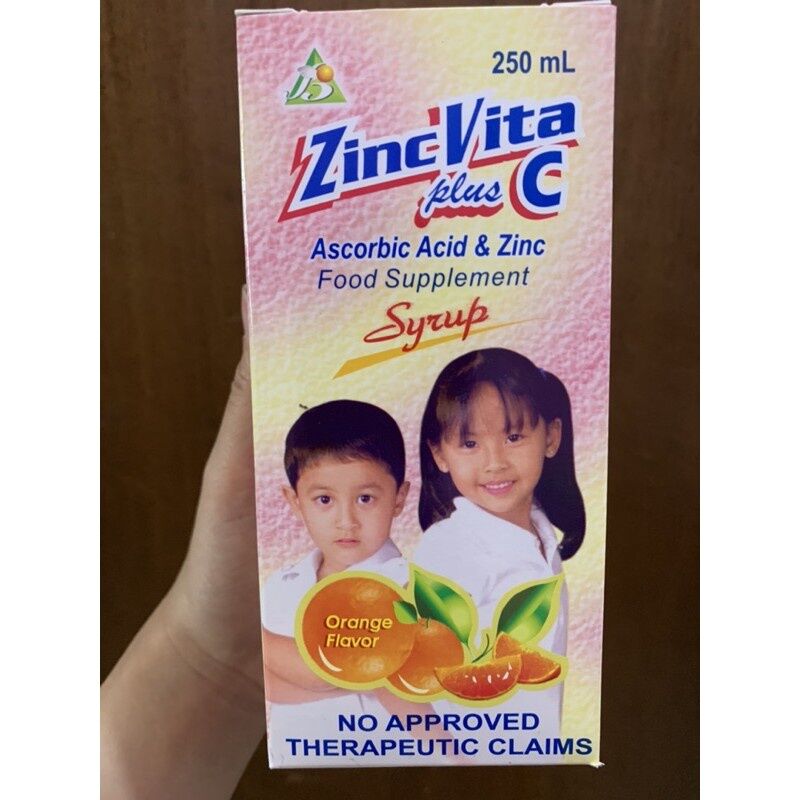 250 mL
ZincVita
plus C
Ascorbic Acid & Zinc
Food Supplement
Syrup
Orange
Flavor
NO APPROVED
THERAPEUTIC CLAIMS